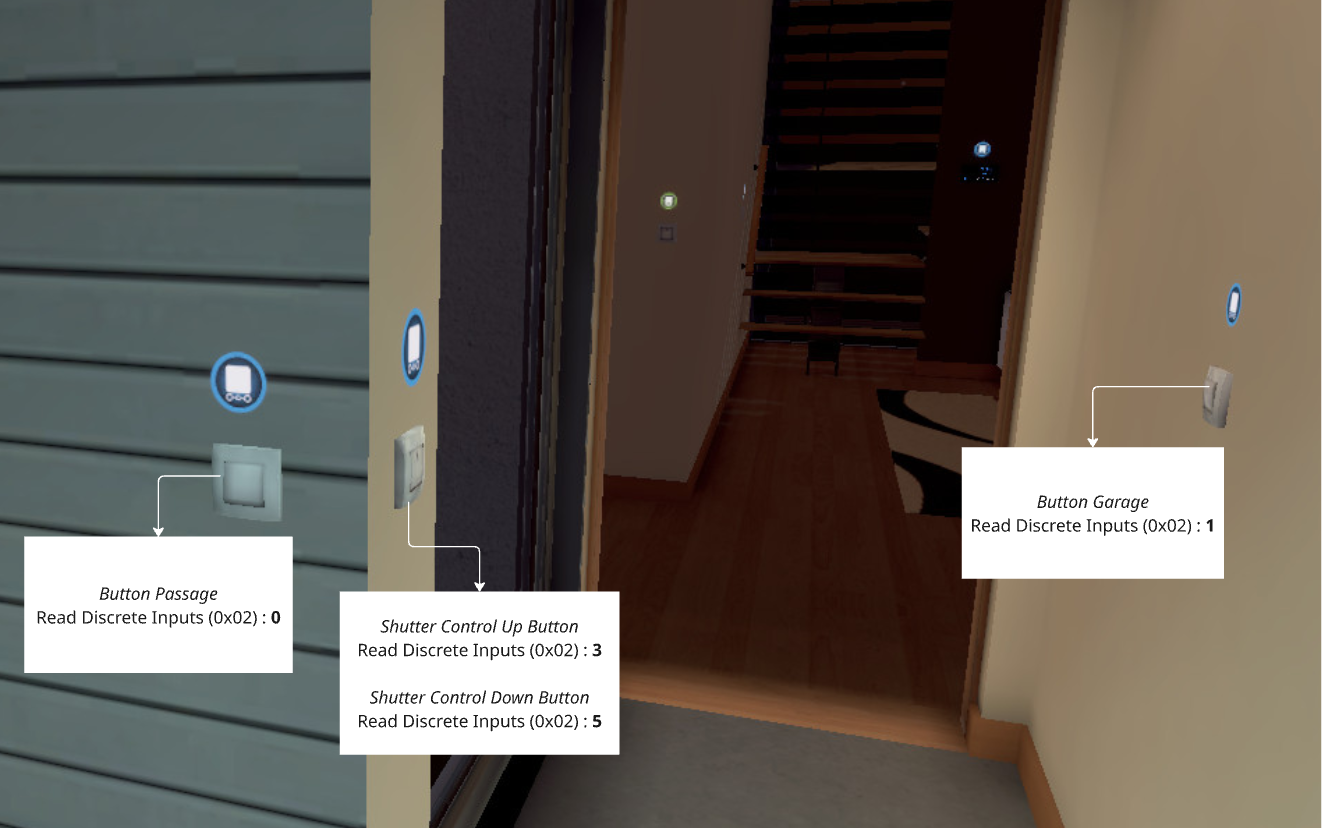 Button Passage
Read Discrete Inputs (0x02) : 0
Shutter Control Up Button
Read Discrete Inputs (0x02) : 3
Shutter Control Down Button
Read Discrete Inputs (0x02) : 5
Button Garage
Read Discrete Inputs (0x02) : 1